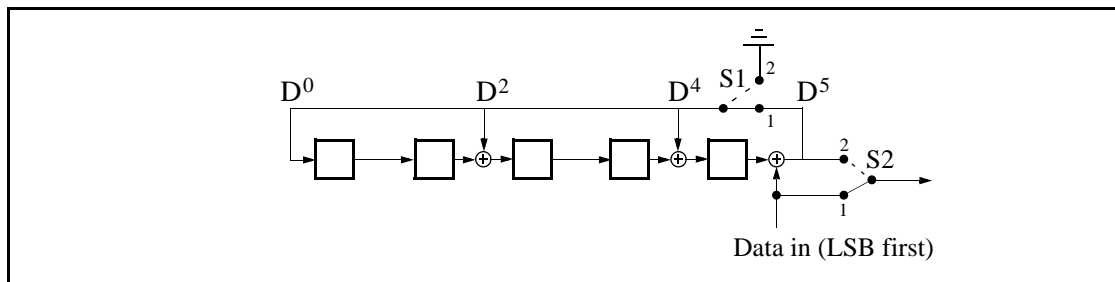 2
S1
D⁰ D² D⁴ D⁵
1
2
S2
1
Data in (LSB first)